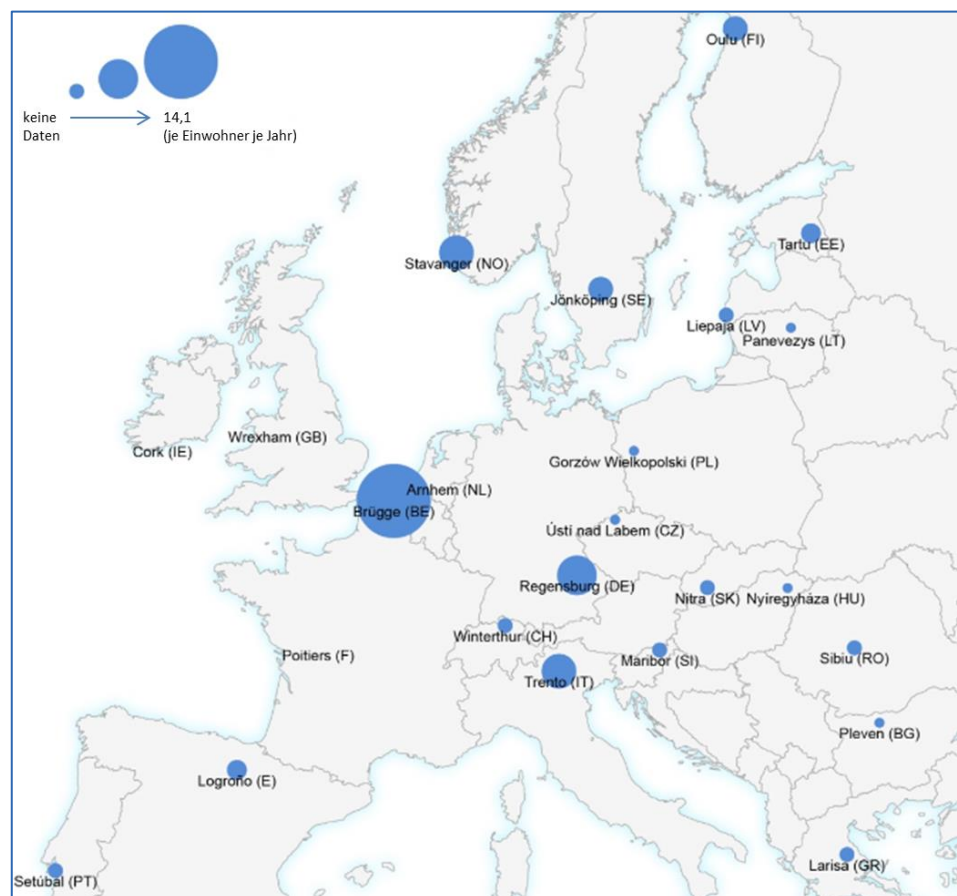 keine
Daten
14,1
(je Einwohner je Jahr)
Oulu (FI)
Tartu (EE)
Stavanger (NO)
Jönköping (SE)
Liepaja (LV)
Panevezys (LT)
Wrexham (GB)
Cork (IE)
Gorzów Wielkopolski (PL)
Arnhem (NL)
Brügge (BE)
Ústí nad Labem (CZ)
Regensburg (DE)
Nitra (SK)
Nyíregyháza (HU)
Winterthur (CH)
Poitiers (F)
Maribor (SI)
Sibiu (RO)
Trento (IT)
Pleven (BG)
Logroño (E)
Larisa (GR)
Setúbal (PT)